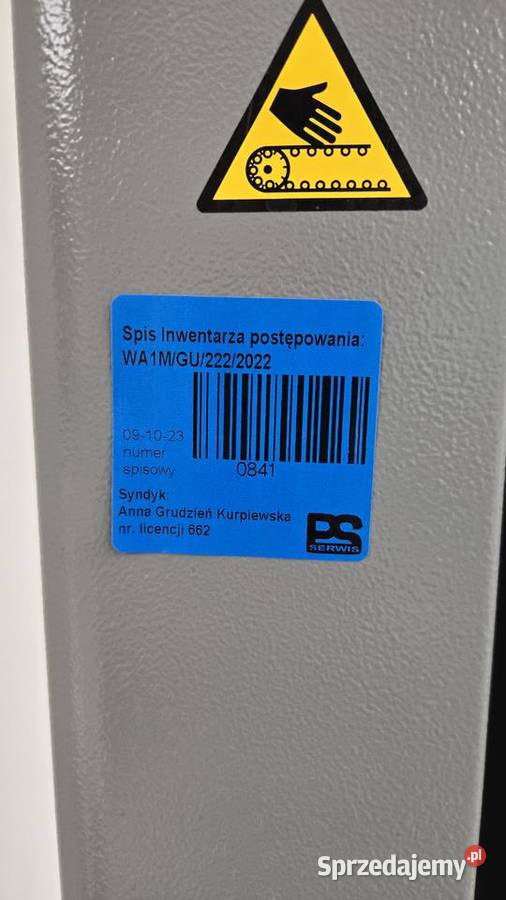 Spis Inwentarza postępowania:
WA1M/GU/222/2022
09-10-23
numer
spisowy
0841
Syndyk:
Anna Grudzień Kurpiewska
nr. licencji 662
PS
SERWIS
Sprzedajemy.pl